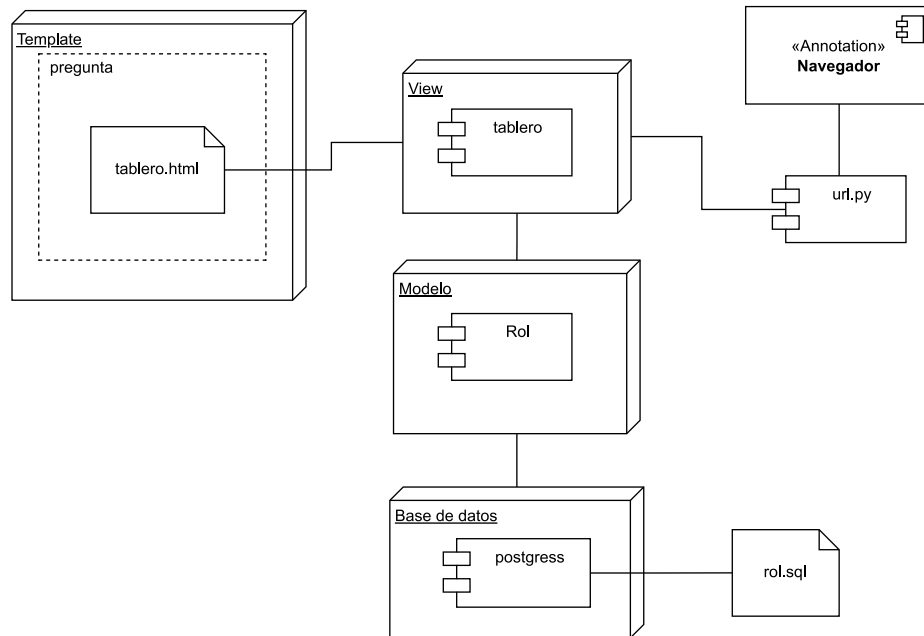 Template
pregunta
tablero.html
View
tablero
«Annotation»
Navegador
url.py
Modelo
Rol
Base de datos
postgress
rol.sql